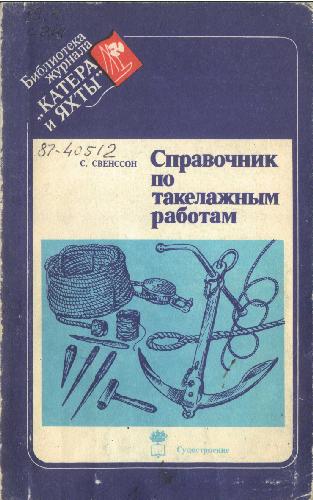 Библиотека
журнала
„КАТЕРА
и ЯХТЫ"
87-40512
С. СВЕНССОН
Справочник
по
такелажным
работам
Судостроение